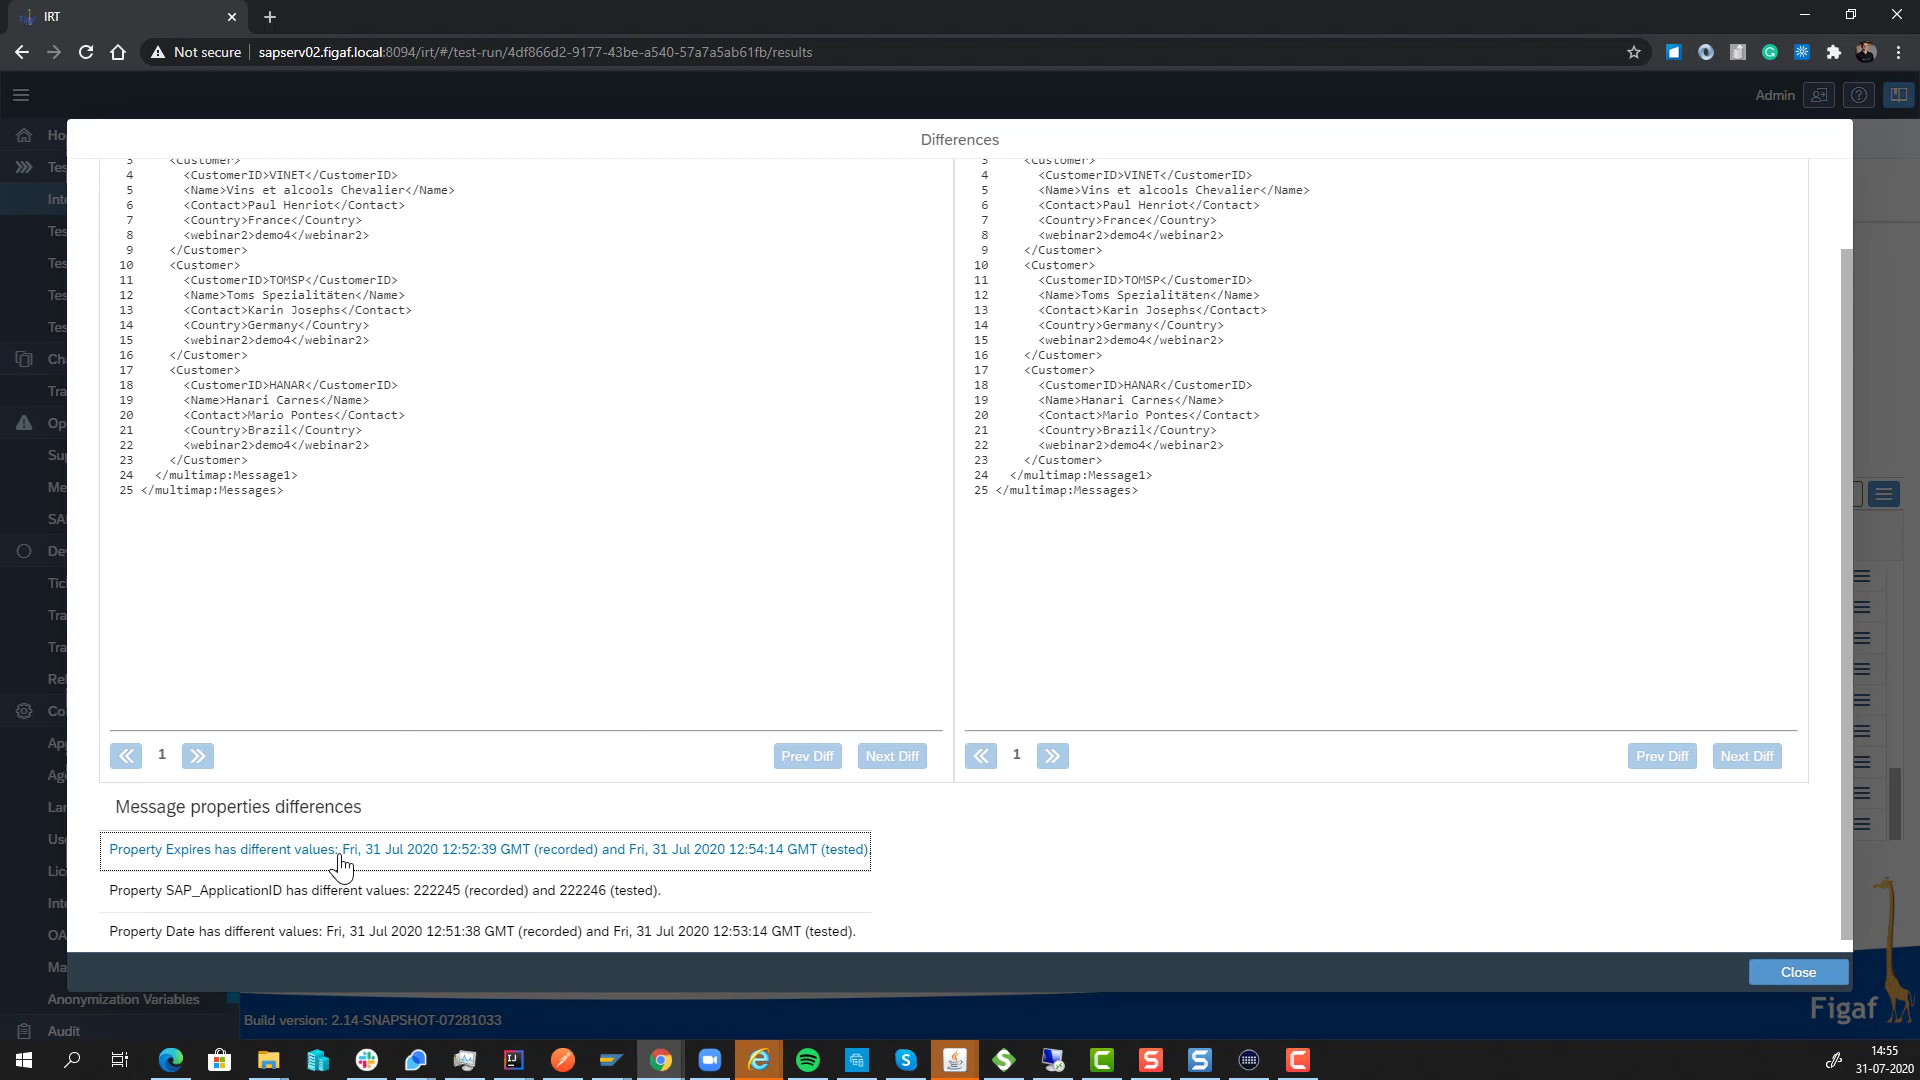 IRT
Not secure
sapserv02.figaf.local:8094/irt/#/test-run/4df866d2-9177-43be-a540-57a7a5ab61fb/results
Admin
Differences
3 <Customer>
4 <CustomerID>VINET</CustomerID>
5 <Name>Vins et alcools Chevalier</Name>
6 <Contact>Paul Henriot</Contact>
7 <Country>France</Country>
8 <webinar2>demo4</webinar2>
9 </Customer>
10 <Customer>
11 <CustomerID>TOMSP</CustomerID>
12 <Name>Toms Spezialitäten</Name>
13 <Contact>Karin Josephs</Contact>
14 <Country>Germany</Country>
15 <webinar2>demo4</webinar2>
16 </Customer>
17 <Customer>
18 <CustomerID>HANAR</CustomerID>
19 <Name>Hanari Carnes</Name>
20 <Contact>Mario Pontes</Contact>
21 <Country>Brazil</Country>
22 <webinar2>demo4</webinar2>
23 </Customer>
24 </multimap:Message1>
25 </multimap:Messages>
3 <Customer>
4 <CustomerID>VINET</CustomerID>
5 <Name>Vins et alcools Chevalier</Name>
6 <Contact>Paul Henriot</Contact>
7 <Country>France</Country>
8 <webinar2>demo4</webinar2>
9 </Customer>
10 <Customer>
11 <CustomerID>TOMSP</CustomerID>
12 <Name>Toms Spezialitäten</Name>
13 <Contact>Karin Josephs</Contact>
14 <Country>Germany</Country>
15 <webinar2>demo4</webinar2>
16 </Customer>
17 <Customer>
18 <CustomerID>HANAR</CustomerID>
19 <Name>Hanari Carnes</Name>
20 <Contact>Mario Pontes</Contact>
21 <Country>Brazil</Country>
22 <webinar2>demo4</webinar2>
23 </Customer>
24 </multimap:Message1>
25 </multimap:Messages>
1
Prev Diff
Next Diff
1
Prev Diff
Next Diff
Message properties differences
Property Expires has different values: Fri, 31 Jul 2020 12:52:39 GMT (recorded) and Fri, 31 Jul 2020 12:54:14 GMT (tested)
Property SAP_ApplicationID has different values: 222245 (recorded) and 222246 (tested).
Property Date has different values: Fri, 31 Jul 2020 12:51:38 GMT (recorded) and Fri, 31 Jul 2020 12:53:14 GMT (tested).
Close
Anonymization Variables
Audit
Build version: 2.14-SNAPSHOT-07281033
Figaf
14:55
31-07-2020